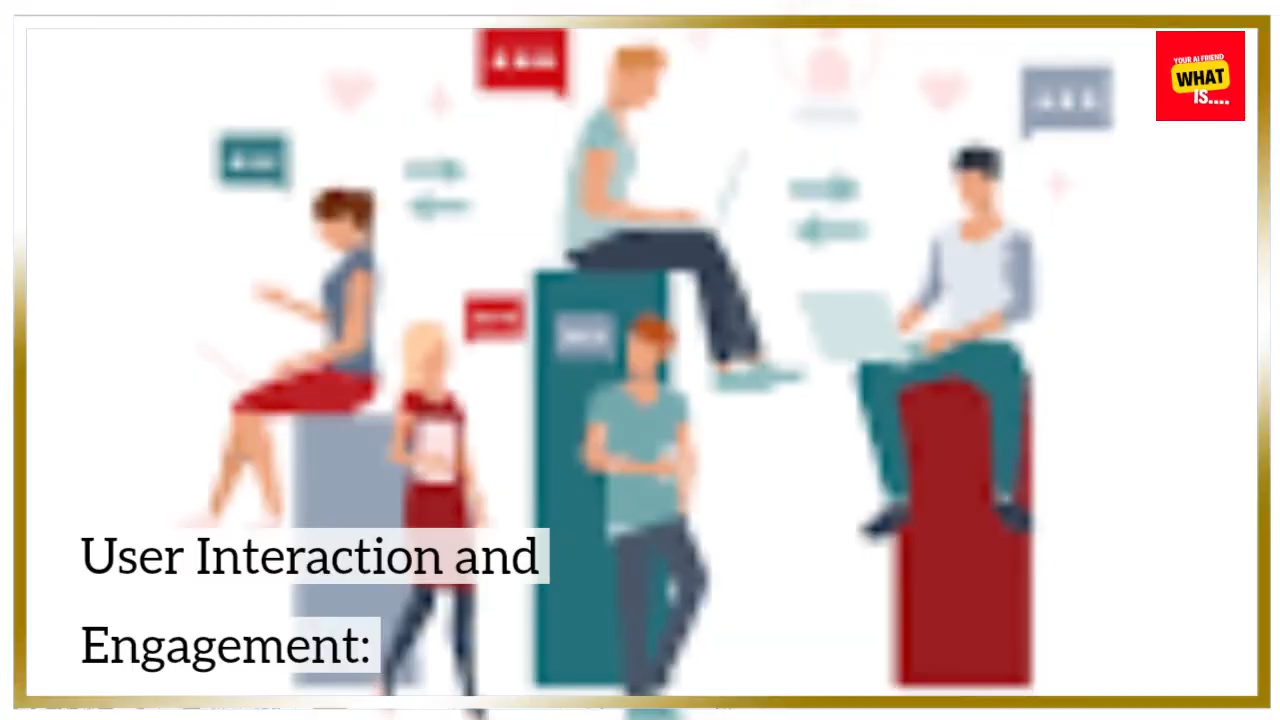 YOUR AI FRIEND
WHAT
IS....
User Interaction and
Engagement: